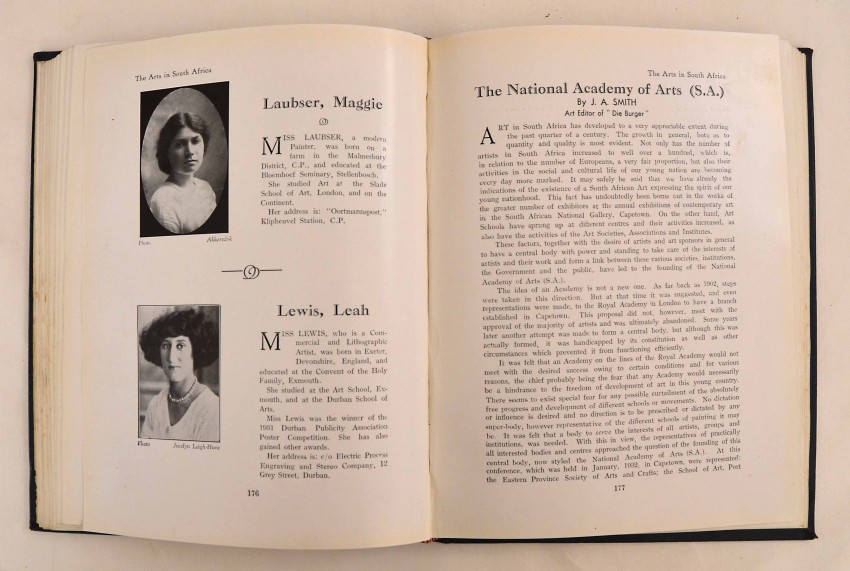 The Arts in South Africa
Laubser, Maggie
MISS LAUBSER, a modern
Painter, was born on a
farm in the Malmesbury
District, C.P., and educated at the
Bloemhof Seminary, Stellenbosch.
She studied Art at the Slade
School of Art, London, and on the
Continent.
Her address is: "Oortmannspost,"
Klipheuvel Station, C.P.
Photo
Lewis, Leah
MISS LEWIS, who is a Com-
mercial and Lithographic
Artist, was born in Exeter,
Devonshire, England, and
educated at the Convent of the Holy
Family, Exmouth.
She studied at the Art School, Ex-
mouth, and at the Durban School of
Arts.
Miss Lewis was the winner of the
1931 Durban Publicity Association
Poster Competition. She has also
gained other awards.
Her address is: c/o Electric Process
Engraving and Stereo Company, 12
Grey Street, Durban.
Photo
Jocelyn Leigh-Hunt
176
The Arts in South Africa
The National Academy of Arts (S.A.)
By J. A. SMITH
Art Editor of "Die Burger"
ART in South Africa has developed to a very appreciable extent during
the past quarter of a century. The growth in general, both as to
quantity and quality is most evident. Not only has the number of
artists in South Africa increased to well over a hundred, which is,
in relation to the number of Europeans, a very fair proportion, but also their
activities in the social and cultural life of our young nation are becoming
every day more marked. It may safely be said that we have already the
indications of the existence of a South African Art expressing the spirit of our
young nationhood. This fact has undoubtedly been borne out in the works of
the greater number of exhibitors at the annual exhibitions of contemporary art
in the South African National Gallery, Capetown. On the other hand, Art
Schools have sprung up at different centres and their activities increased, as
also have the activities of the Art Societies, Associations and Institutes.
These factors, together with the desire of artists and art sponsors in general
to have a central body with power and standing to take care of the interests of
artists and their work and form a link between these various societies, institutions,
the Government and the public, have led to the founding of the National
Academy of Arts (S.A.).
The idea of an Academy is not a new one. As far back as 1902, steps
were taken in this direction. But at that time it was suggested, and even
representations were made, to the Royal Academy in London to have a branch
established in Capetown. This proposal did not, however, meet with the
approval of the majority of artists and was ultimately abandoned. Some years
later another attempt was made to form a central body, but although this was
actually formed, it was handicapped by its constitution as well as other
circumstances which prevented it from functioning efficiently.
It was felt that an Academy on the lines of the Royal Academy would not
meet with the desired success owing to certain conditions and for various
reasons, the chief probably being the fear that any Academy would necessarily
be a hindrance to the freedom of development of art in this young country.
There seems to exist special fear for any possible curtailment of the absolutely
free progress and development of different schools or movements. No dictation
or influence is desired and no direction is to be prescribed or dictated by any
super-body, however representative of the different schools of painting it may
be. It was felt that a body to serve the interests of all artists, groups and
institutions, was needed. With this in view, the representatives of practically
all interested bodies and centres approached the question of the founding of this
central body, now styled the National Academy of Arts (S.A.). At this
conference, which was held in January, 1932, in Capetown, were represented:
the Eastern Province Society of Arts and Crafts; the School of Art, Port
177